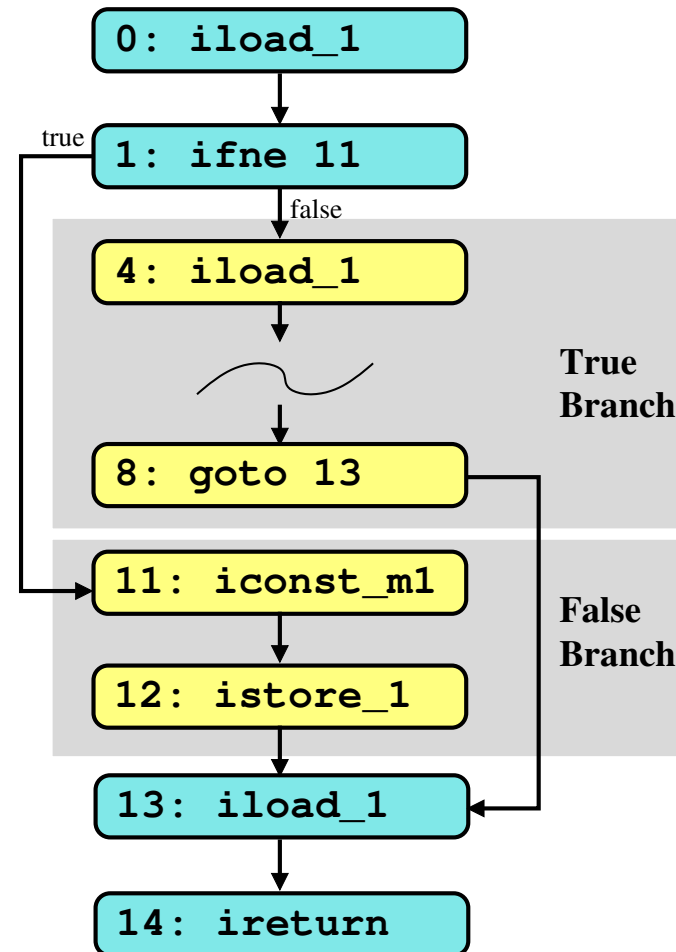 0: iload_1
true
1: ifne 11
false
4: iload_1
True
Branch
8: goto 13
11: iconst_m1
False
Branch
12: istore_1
13: iload_1
14: ireturn